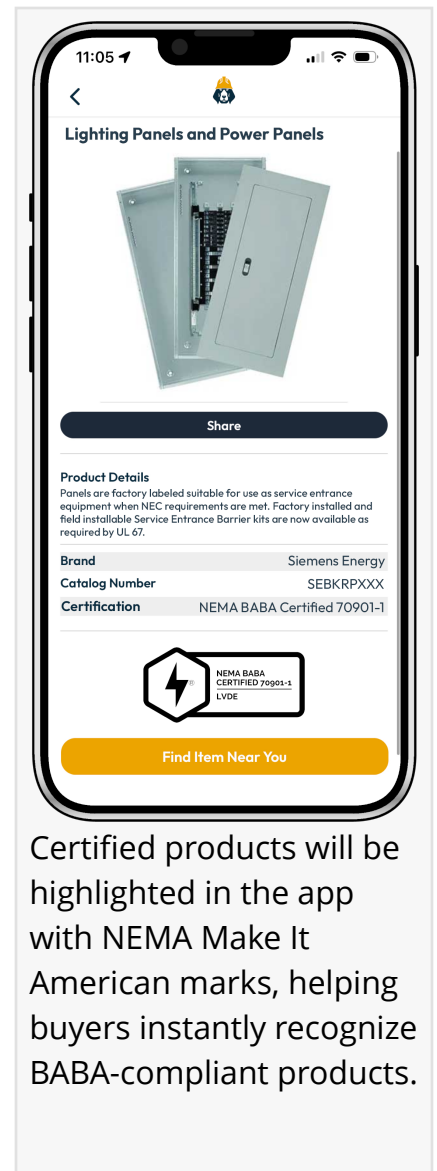 11:05
Lighting Panels and Power Panels
Share
Product Details
Panels are factory labeled suitable for use as service entrance
equipment when NEC requirements are met. Factory installed and
field installable Service Entrance Barrier kits are now available as
required by UL 67.
Brand Siemens Energy
Catalog Number SEBKRPXXX
Certification NEMA BABA Certified 70901-1
®
NEMA BABA
CERTIFIED 70901-1
LVDE
Find Item Near You
Certified products will be
highlighted in the app
with NEMA Make It
American marks, helping
buyers instantly recognize
BABA-compliant products.